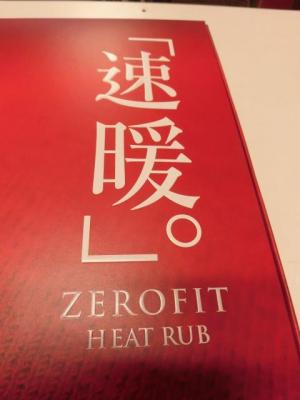 「速暖。」
ZEROFIT
HEAT RUB